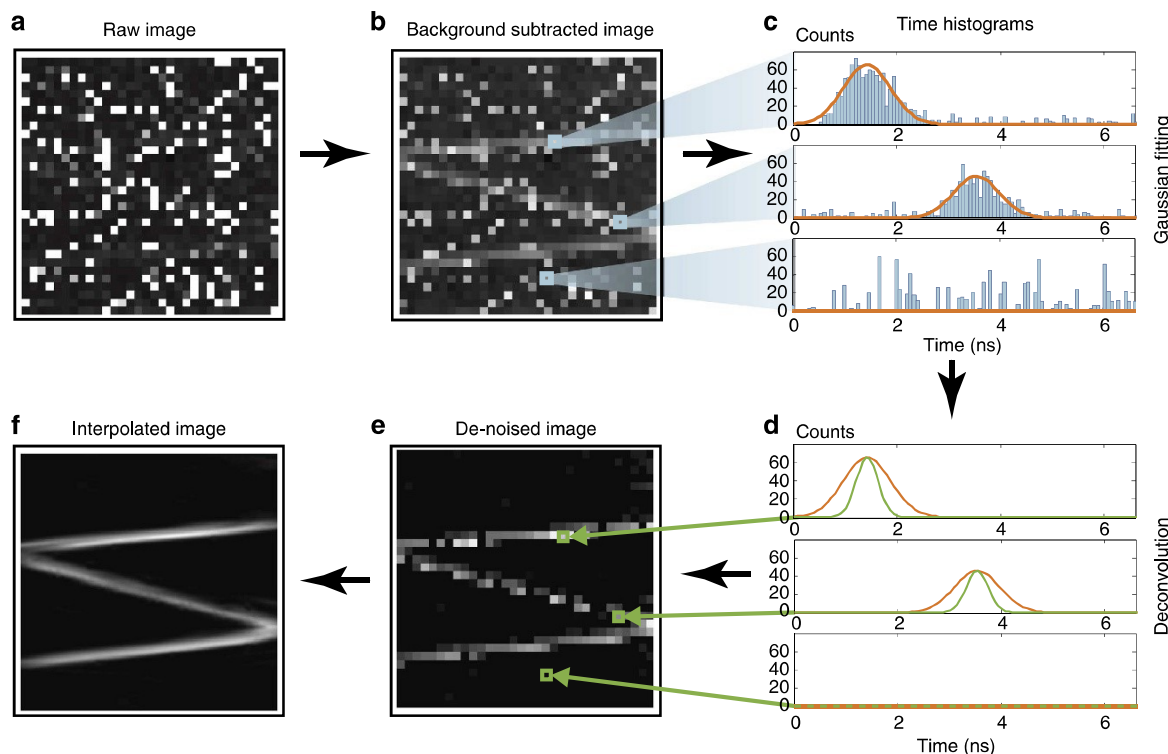 a
Raw image
b
Background subtracted image
c
Time histograms
Counts
60
40
20
0
0 2 4 6
60
40
20
0
0 2 4 6
60
40
20
0
0 2 4 6
Time (ns)
Gaussian fitting
f
Interpolated image
e
De-noised image
d
Counts
60
40
20
0
0 2 4 6
60
40
20
0
0 2 4 6
60
40
20
0
0 2 4 6
Time (ns)
Deconvolution